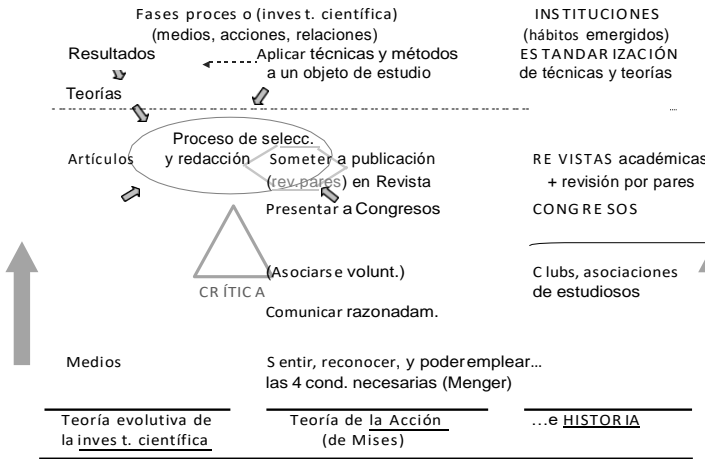 Fases proceso (invest. científica)
(medios, acciones, relaciones)
INSTITUCIONES
(hábitos emergidos)
Resultados
Aplicar técnicas y métodos
a un objeto de estudio
ESTANDARIZACIÓN
de técnicas y teorías
Teorías
Proceso de selecc.
y redacción
Artículos
Someter a publicación
(rev.pares) en Revista
REVISTAS académicas
+ revisión por pares
Presentar a Congresos
CONGRESOS
CRÍTICA
(Asociarse volunt.)
Clubs, asociaciones
de estudiosos
Comunicar razonadam.
Medios
Sentir, reconocer, y poder emplear...
las 4 cond. necesarias (Menger)
Teoría evolutiva de
la invest. científica
Teoría de la Acción
(de Mises)
...e HISTORIA